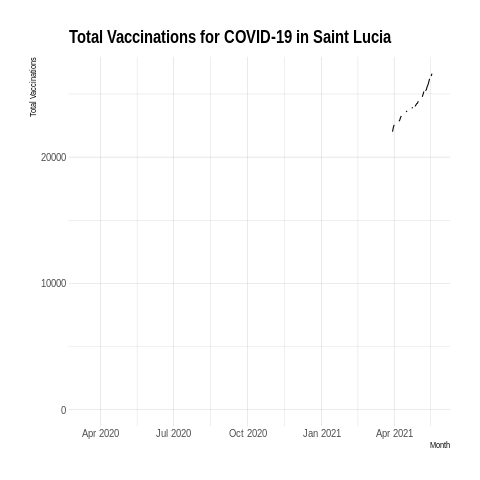 Total Vaccinations for COVID-19 in Saint Lucia
Total Vaccinations
20000
10000
0
Apr 2020 Jul 2020 Oct 2020 Jan 2021 Apr 2021
Month